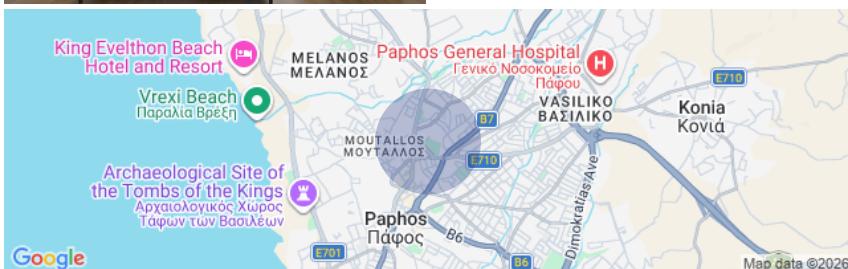 King Evelthon Beach
Hotel and Resort
MELANOS
ΜΕΛΑΝΟΣ
Paphos General Hospital
Γενικό Νοσοκομείο
Πάφου
H
E710
Vrexi Beach
Παραλία Βρέξη
VASILIKO
ΒΑΣΙΛΙΚΟ
Konia
Κονιά
B7
MOUTALLOS
ΜΟΥΤΑΛΛΟΣ
E710
Archaeological Site of
the Tombs of the Kings
Αρχαιολογικός Χώρος
Τάφων των Βασιλέων
Paphos
Πάφος
Dimokratias Ave
B6
E701
B6
Google
Map data ©2026